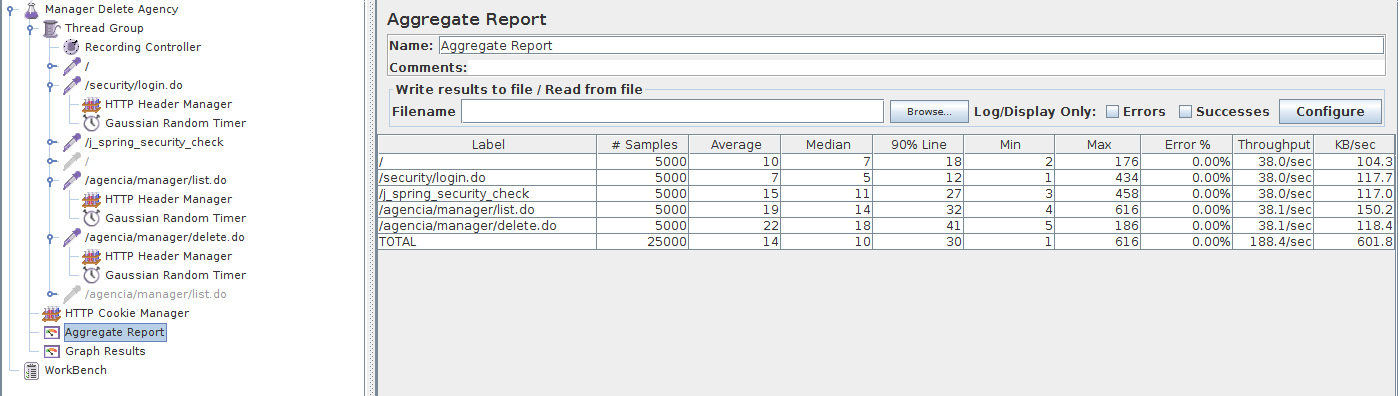 Manager Delete Agency
Thread Group
Recording Controller
/
/security/login.do
HTTP Header Manager
Gaussian Random Timer
/j_spring_security_check
/
/agencia/manager/list.do
HTTP Header Manager
Gaussian Random Timer
/agencia/manager/delete.do
HTTP Header Manager
Gaussian Random Timer
/agencia/manager/list.do
HTTP Cookie Manager
Aggregate Report
Graph Results
WorkBench
Aggregate Report
Name: Aggregate Report
Comments:
Write results to file / Read from file
Filename Browse... Log/Display Only: Errors Successes Configure
Label # Samples Average Median 90% Line Min Max Error % Throughput KB/sec
/ 5000 10 7 18 2 176 0.00% 38.0/sec 104.3
/security/login.do 5000 7 5 12 1 434 0.00% 38.0/sec 117.7
/j_spring_security_check 5000 15 11 27 3 458 0.00% 38.0/sec 117.0
/agencia/manager/list.do 5000 19 14 32 4 616 0.00% 38.1/sec 150.2
/agencia/manager/delete.do 5000 22 18 41 5 186 0.00% 38.1/sec 118.4
TOTAL 25000 14 10 30 1 616 0.00% 188.4/sec 601.8